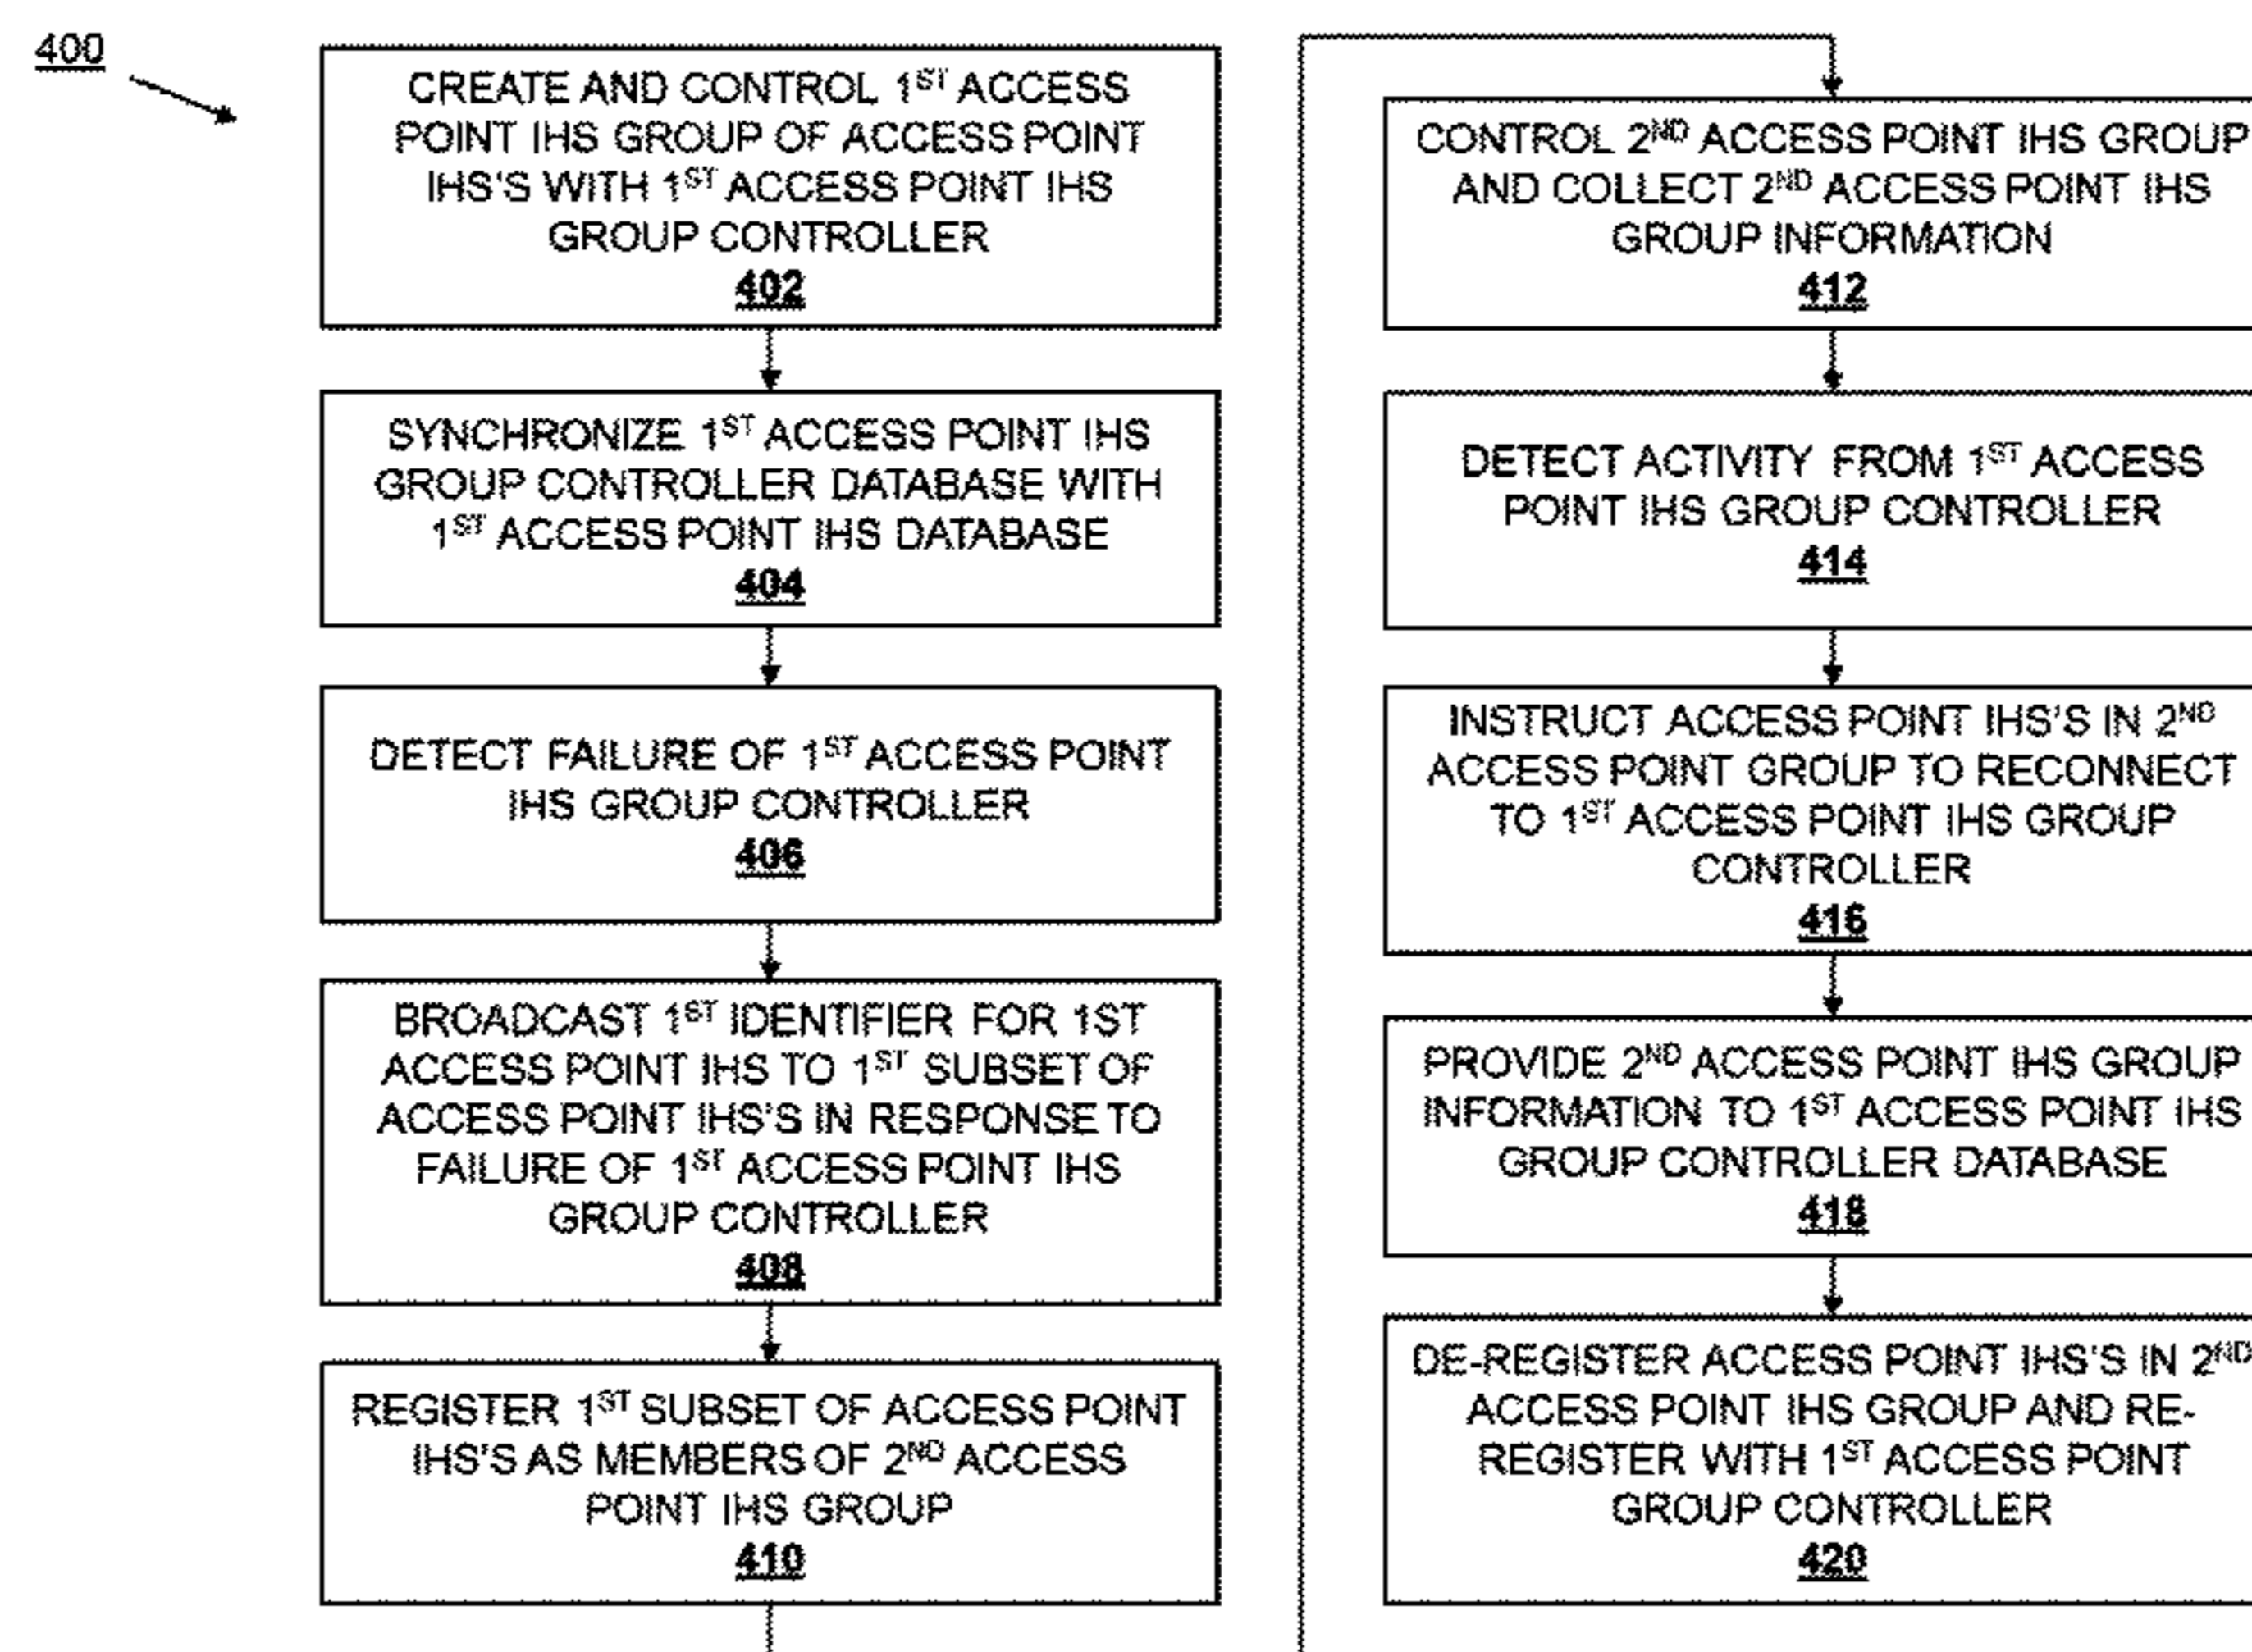 400
CREATE AND CONTROL 1ST ACCESS
POINT IHS GROUP OF ACCESS POINT
IHS'S WITH 1ST ACCESS POINT IHS
GROUP CONTROLLER
402
SYNCHRONIZE 1ST ACCESS POINT IHS
GROUP CONTROLLER DATABASE WITH
1ST ACCESS POINT IHS DATABASE
404
DETECT FAILURE OF 1ST ACCESS POINT
IHS GROUP CONTROLLER
406
BROADCAST 1ST IDENTIFIER FOR 1ST
ACCESS POINT IHS TO 1ST SUBSET OF
ACCESS POINT IHS'S IN RESPONSE TO
FAILURE OF 1ST ACCESS POINT IHS
GROUP CONTROLLER
408
REGISTER 1ST SUBSET OF ACCESS POINT
IHS'S AS MEMBERS OF 2ND ACCESS
POINT IHS GROUP
410
CONTROL 2ND ACCESS POINT IHS GROUP
AND COLLECT 2ND ACCESS POINT IHS
GROUP INFORMATION
412
DETECT ACTIVITY FROM 1ST ACCESS
POINT IHS GROUP CONTROLLER
414
INSTRUCT ACCESS POINT IHS'S IN 2ND
ACCESS POINT GROUP TO RECONNECT
TO 1ST ACCESS POINT IHS GROUP
CONTROLLER
416
PROVIDE 2ND ACCESS POINT IHS GROUP
INFORMATION TO 1ST ACCESS POINT IHS
GROUP CONTROLLER DATABASE
418
DE-REGISTER ACCESS POINT IHS'S IN 2ND
ACCESS POINT IHS GROUP AND RE-
REGISTER WITH 1ST ACCESS POINT
GROUP CONTROLLER
420